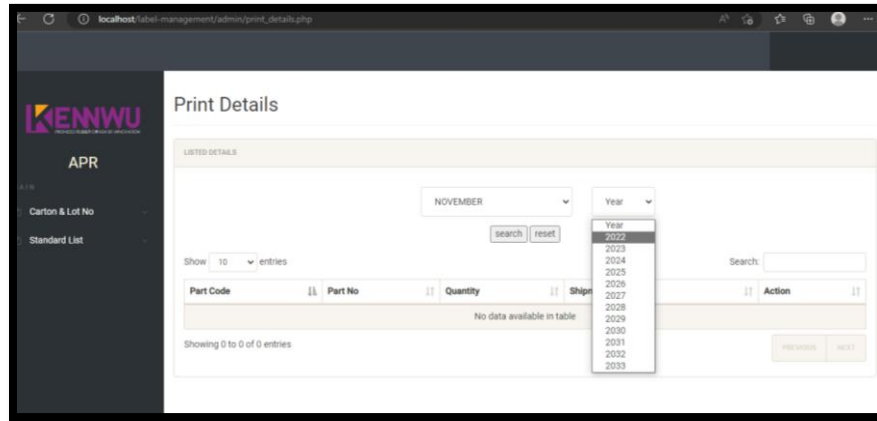 localhost/label-management/admin/print_details.php
KENNWU
Print Details
APR
LISTED DETAILS
Carton & Lot No
Standard List
NOVEMBER
Year
search reset
Year
2022
2023
2024
2025
2026
2027
2028
2029
2030
2031
2032
2033
Show 10 entries
Search:
Part Code Part No Quantity Shipm Action
No data available in table
Showing 0 to 0 of 0 entries
PREVIOUS NEXT